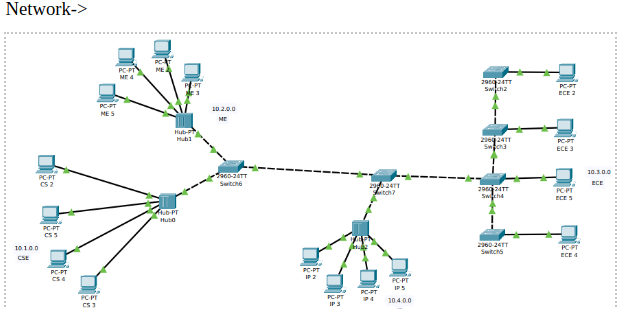 Network->
PC-PT
ME 4
PC-PT
ME
PC-PT
ME 3
PC-PT
ME 5
Hub-PT
Hub1
10.2.0.0
ME
2960-24TT
Switch6
PC-PT
CS 2
PC-PT
CS 5
Hub-PT
Hub0
10.1.0.0
CSE
PC-PT
CS 4
PC-PT
CS 3
2960-24TT
Switch7
Hub-PT
Hub2
PC-PT
IP 2
PC-PT
IP 3
PC-PT
IP 4
PC-PT
IP 5
10.4.0.0
2960-24TT
Switch2
PC-PT
ECE 2
2960-24TT
Switch3
PC-PT
ECE 3
2960-24TT
Switch4
PC-PT
ECE 5
10.3.0.0
ECE
2960-24TT
Switch5
PC-PT
ECE 4